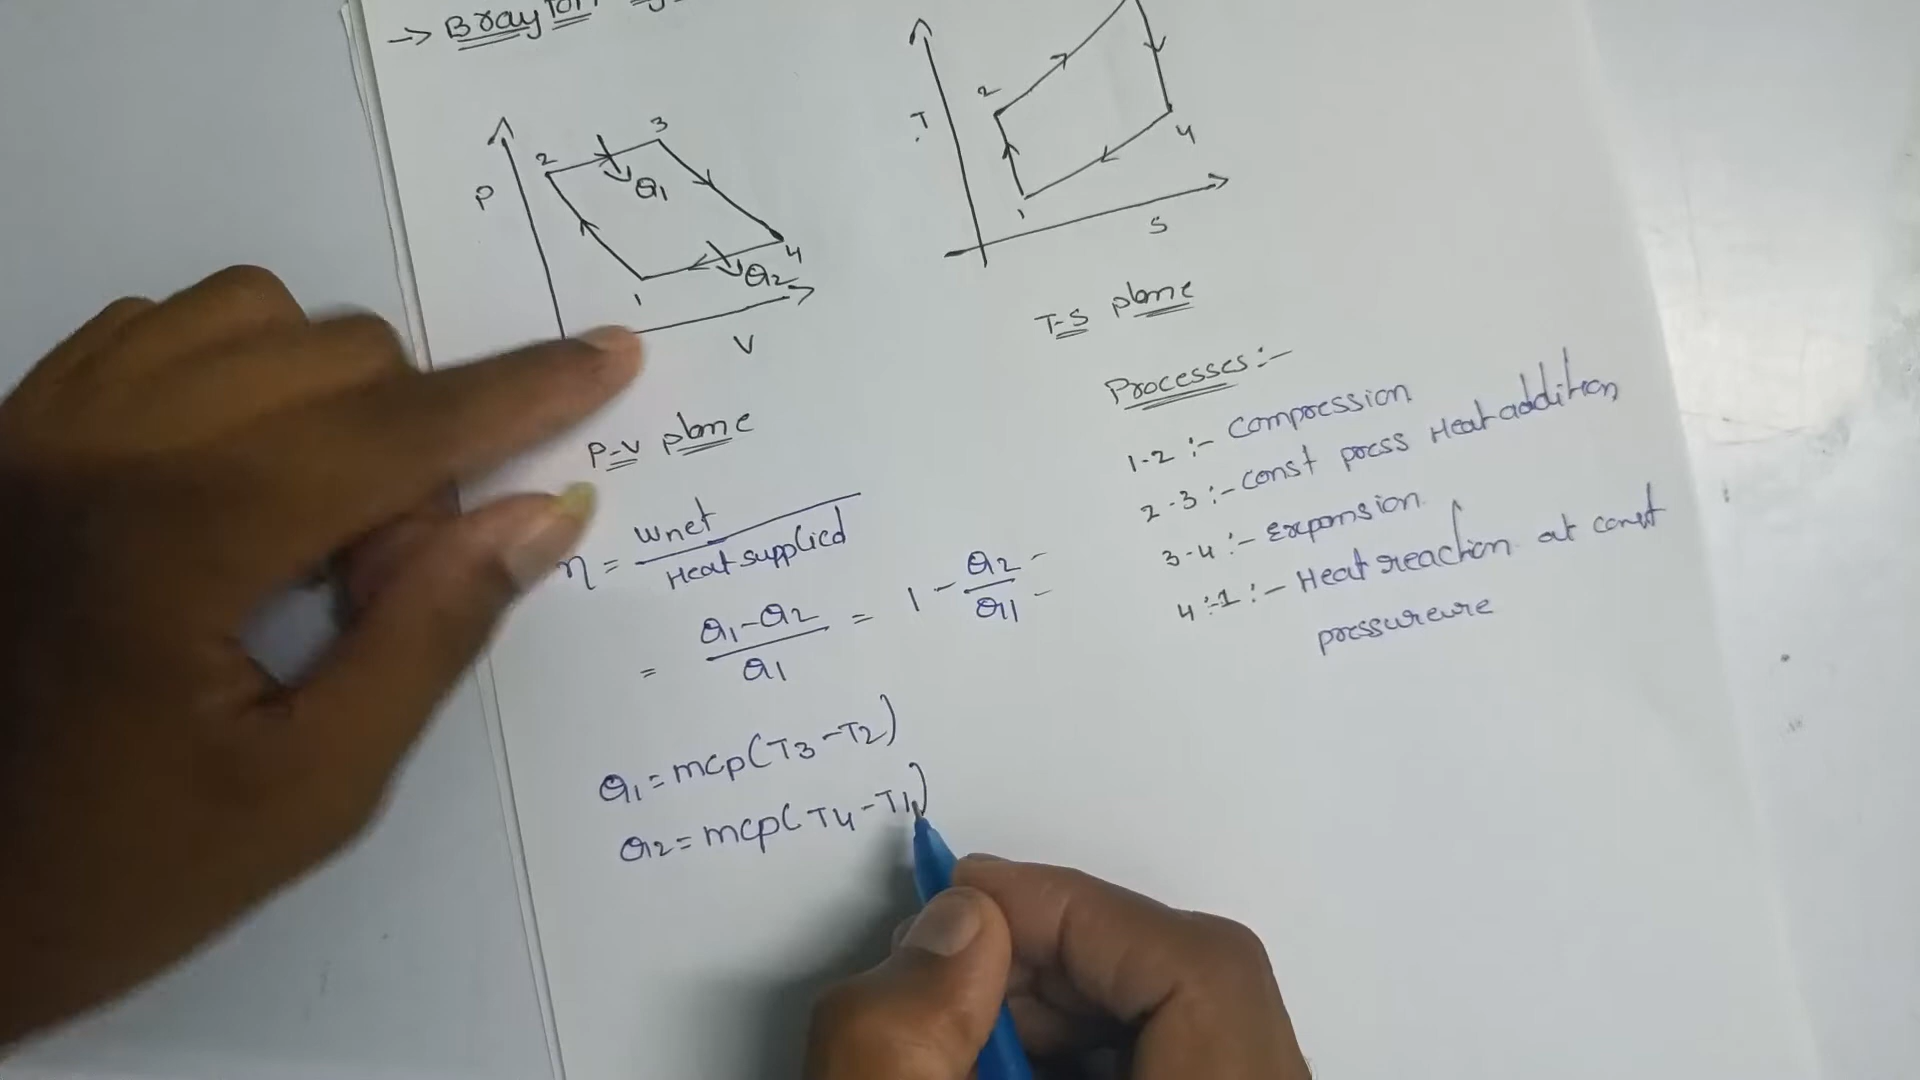 -> Brayton
P
2
3
Q1
4
Q2
1
V
P-V plane
T
2
4
1
S
T-S plane
Processes:-
1-2 :- Compression
2-3 :- Const press Heat addition
3-4 :- Expansion
4-1 :- Heat reaction at const
pressureure
η = Wnet / Heat supplied
= Q1-Q2 / Q1 = 1 - Q2 / Q1
Q1 = mcp(T3-T2)
Q2 = mcp(T4-T1)